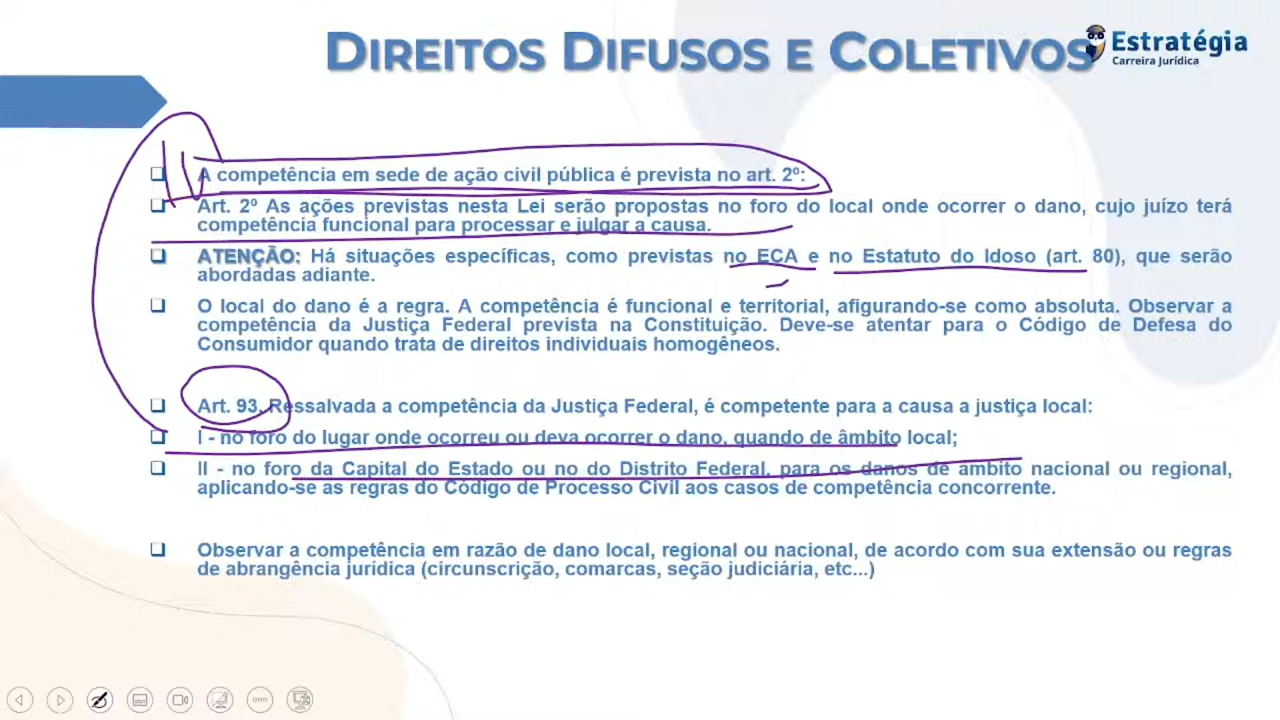 DIREITOS DIFUSOS E COLETIVOS
Estratégia
Carreira Jurídica
A competência em sede de ação civil pública é prevista no art. 2º:
Art. 2º As ações previstas nesta Lei serão propostas no foro do local onde ocorrer o dano, cujo juízo terá
competência funcional para processar e julgar a causa.
ATENÇÃO: Há situações específicas, como previstas no ECA e no Estatuto do Idoso (art. 80), que serão
abordadas adiante.
O local do dano é a regra. A competência é funcional e territorial, afigurando-se como absoluta. Observar a
competência da Justiça Federal prevista na Constituição. Deve-se atentar para o Código de Defesa do
Consumidor quando trata de direitos individuais homogêneos.
Art. 93. Ressalvada a competência da Justiça Federal, é competente para a causa a justiça local:
I - no foro do lugar onde ocorreu ou deva ocorrer o dano, quando de âmbito local;
II - no foro da Capital do Estado ou no do Distrito Federal, para os danos de âmbito nacional ou regional,
aplicando-se as regras do Código de Processo Civil aos casos de competência concorrente.
Observar a competência em razão de dano local, regional ou nacional, de acordo com sua extensão ou regras
de abrangência jurídica (circunscrição, comarcas, seção judiciária, etc...)